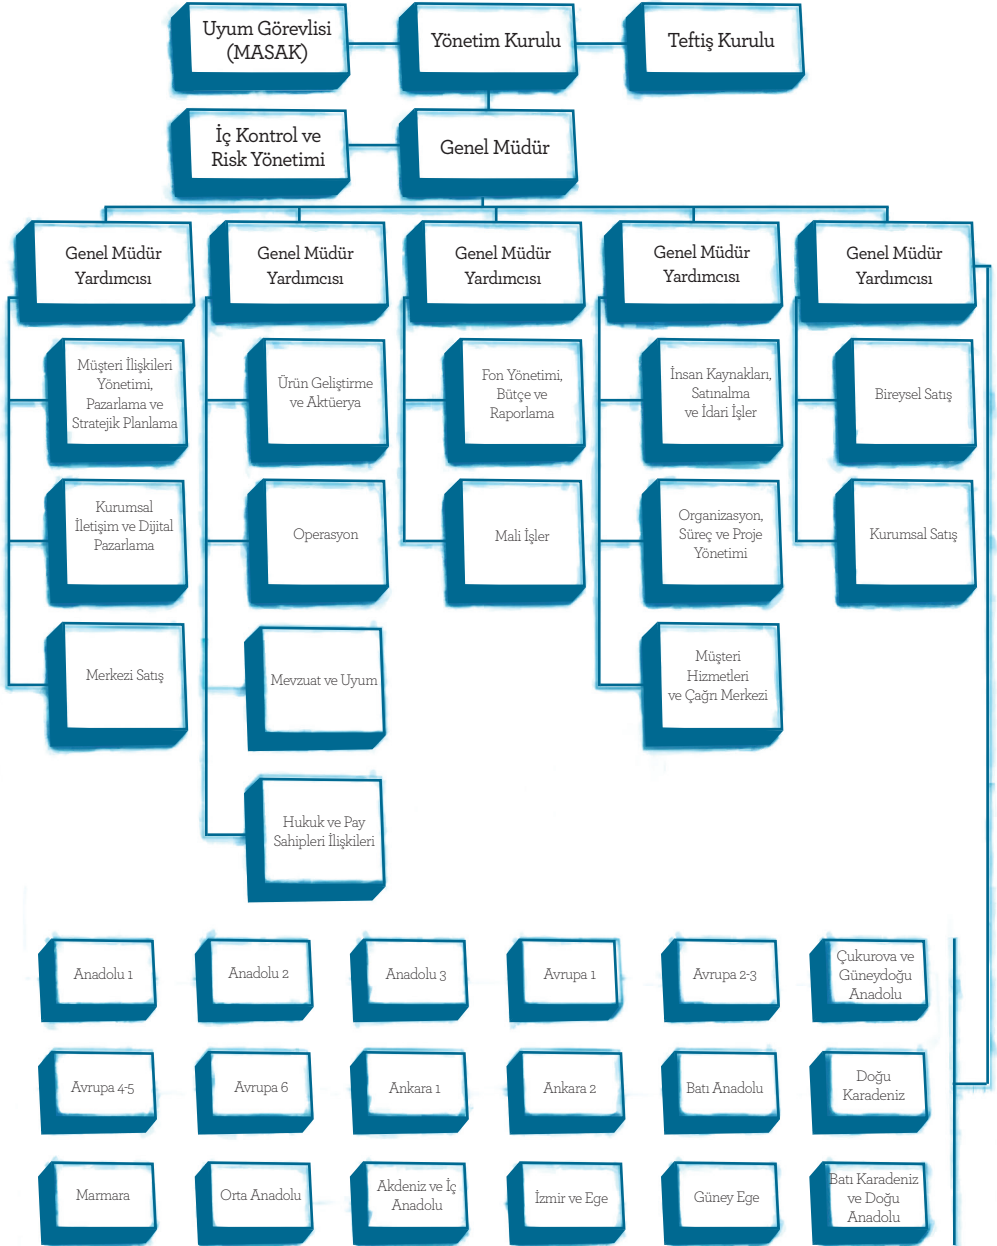 Uyum Görevlisi
(MASAK)
Yönetim Kurulu
Teftiş Kurulu
İç Kontrol ve
Risk Yönetimi
Genel Müdür
Genel Müdür
Yardımcısı
Genel Müdür
Yardımcısı
Genel Müdür
Yardımcısı
Genel Müdür
Yardımcısı
Genel Müdür
Yardımcısı
Müşteri İlişkileri
Yönetimi,
Pazarlama ve
Stratejik Planlama
Ürün Geliştirme
ve Aktüerya
Fon Yönetimi,
Bütçe ve
Raporlama
İnsan Kaynakları,
Satınalma
ve İdari İşler
Bireysel Satış
Kurumsal
İletişim ve Dijital
Pazarlama
Operasyon
Mali İşler
Organizasyon,
Süreç ve Proje
Yönetimi
Kurumsal Satış
Merkezi Satış
Mevzuat ve Uyum
Müşteri
Hizmetleri
ve Çağrı Merkezi
Hukuk ve Pay
Sahipleri İlişkileri
Anadolu 1
Anadolu 2
Anadolu 3
Avrupa 1
Avrupa 2-3
Çukurova ve
Güneydoğu
Anadolu
Avrupa 4-5
Avrupa 6
Ankara 1
Ankara 2
Batı Anadolu
Doğu
Karadeniz
Marmara
Orta Anadolu
Akdeniz ve İç
Anadolu
İzmir ve Ege
Güney Ege
Batı Karadeniz
ve Doğu
Anadolu